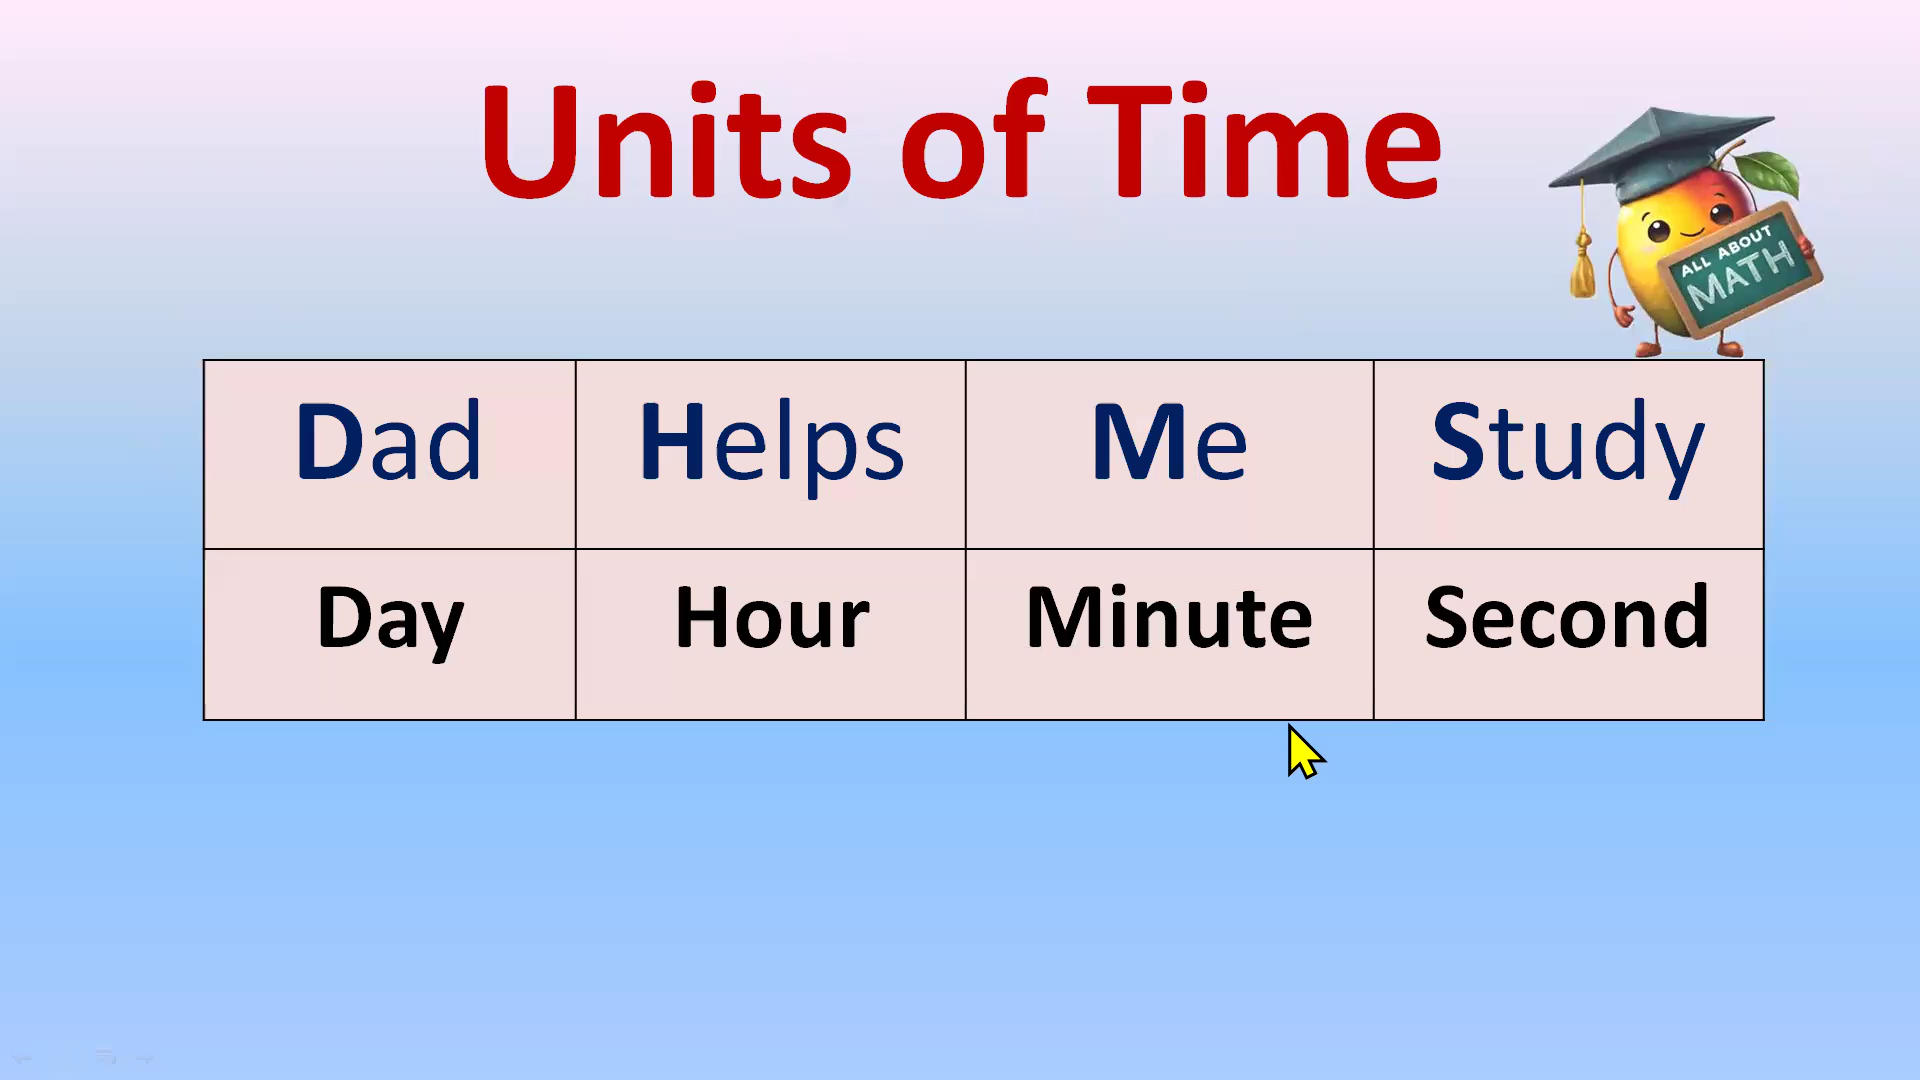 Units of Time
ALL ABOUT
MATH
Dad Helps Me Study
Day Hour Minute Second